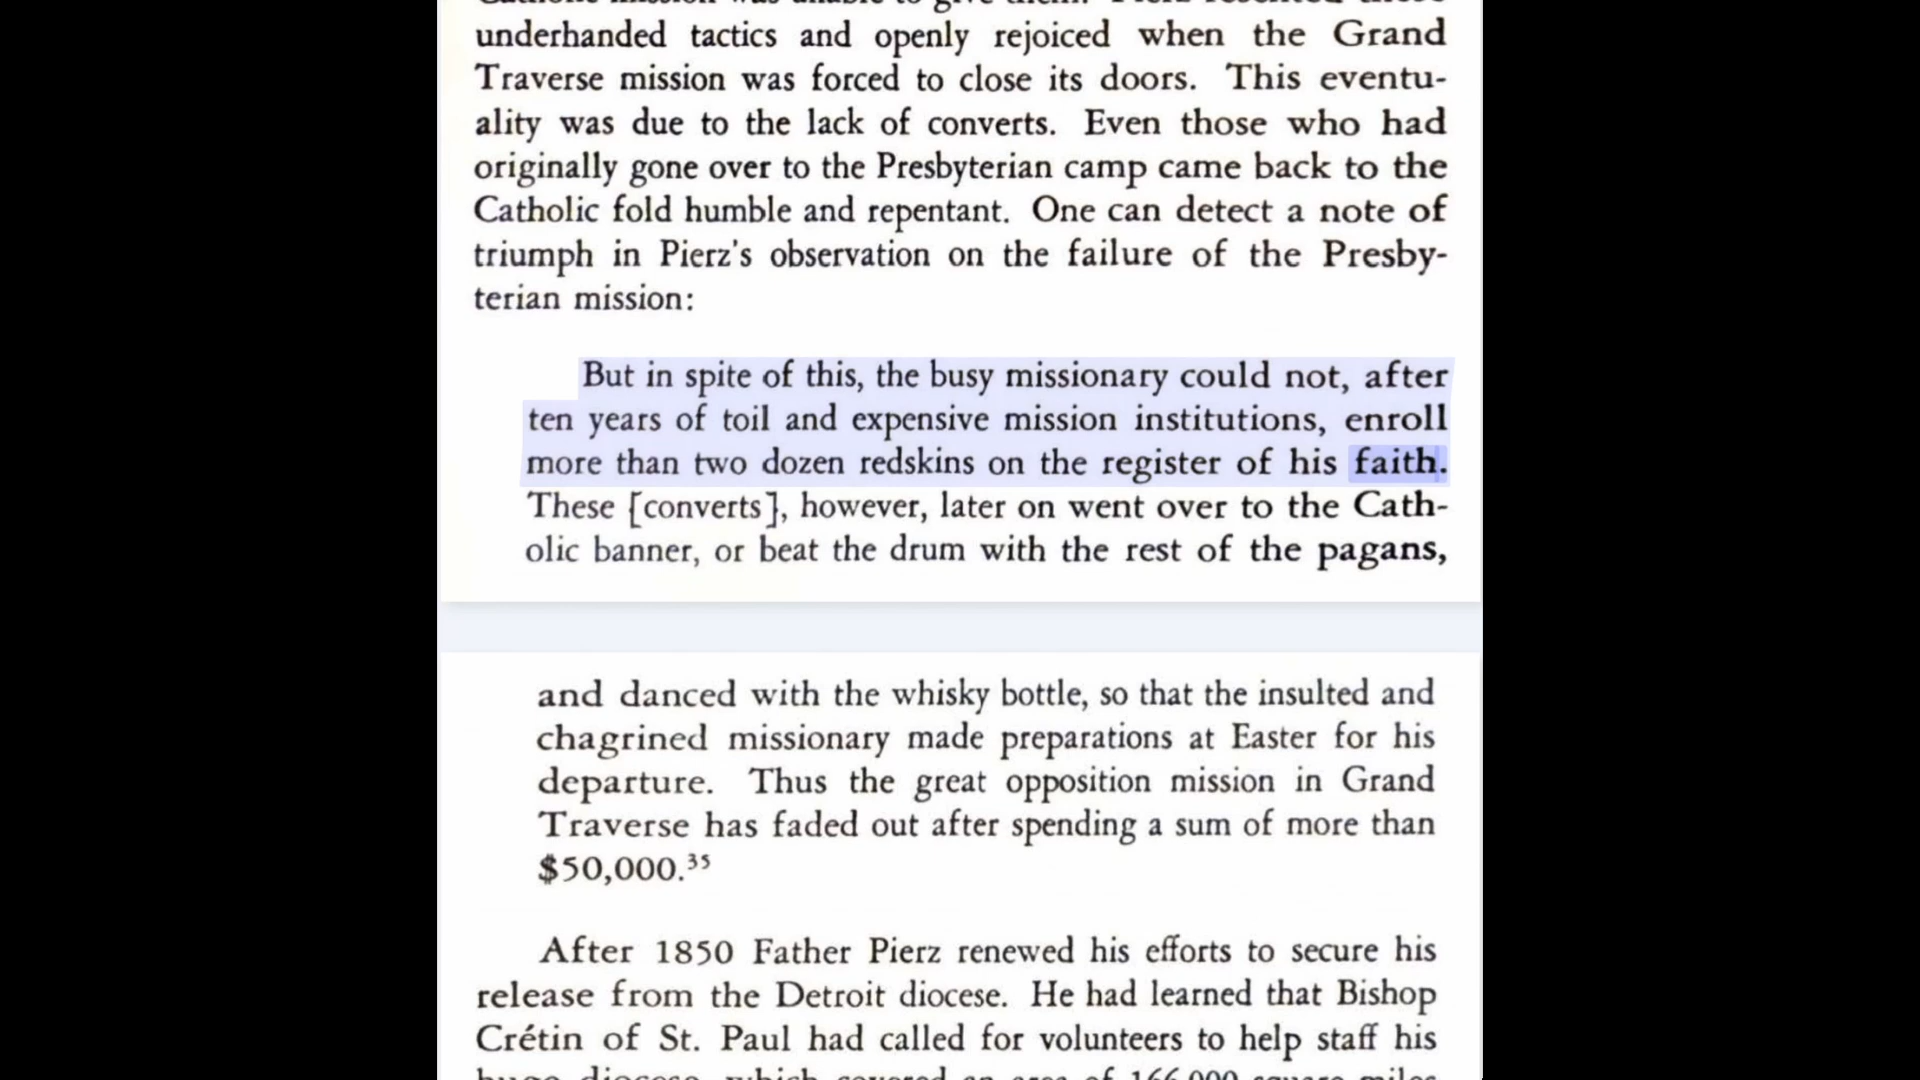 underhanded tactics and openly rejoiced when the Grand
Traverse mission was forced to close its doors. This eventu-
ality was due to the lack of converts. Even those who had
originally gone over to the Presbyterian camp came back to the
Catholic fold humble and repentant. One can detect a note of
triumph in Pierz's observation on the failure of the Presby-
terian mission:
But in spite of this, the busy missionary could not, after
ten years of toil and expensive mission institutions, enroll
more than two dozen redskins on the register of his faith.
These [converts], however, later on went over to the Cath-
olic banner, or beat the drum with the rest of the pagans,
and danced with the whisky bottle, so that the insulted and
chagrined missionary made preparations at Easter for his
departure. Thus the great opposition mission in Grand
Traverse has faded out after spending a sum of more than
$50,000.³⁵
After 1850 Father Pierz renewed his efforts to secure his
release from the Detroit diocese. He had learned that Bishop
Crétin of St. Paul had called for volunteers to help staff his